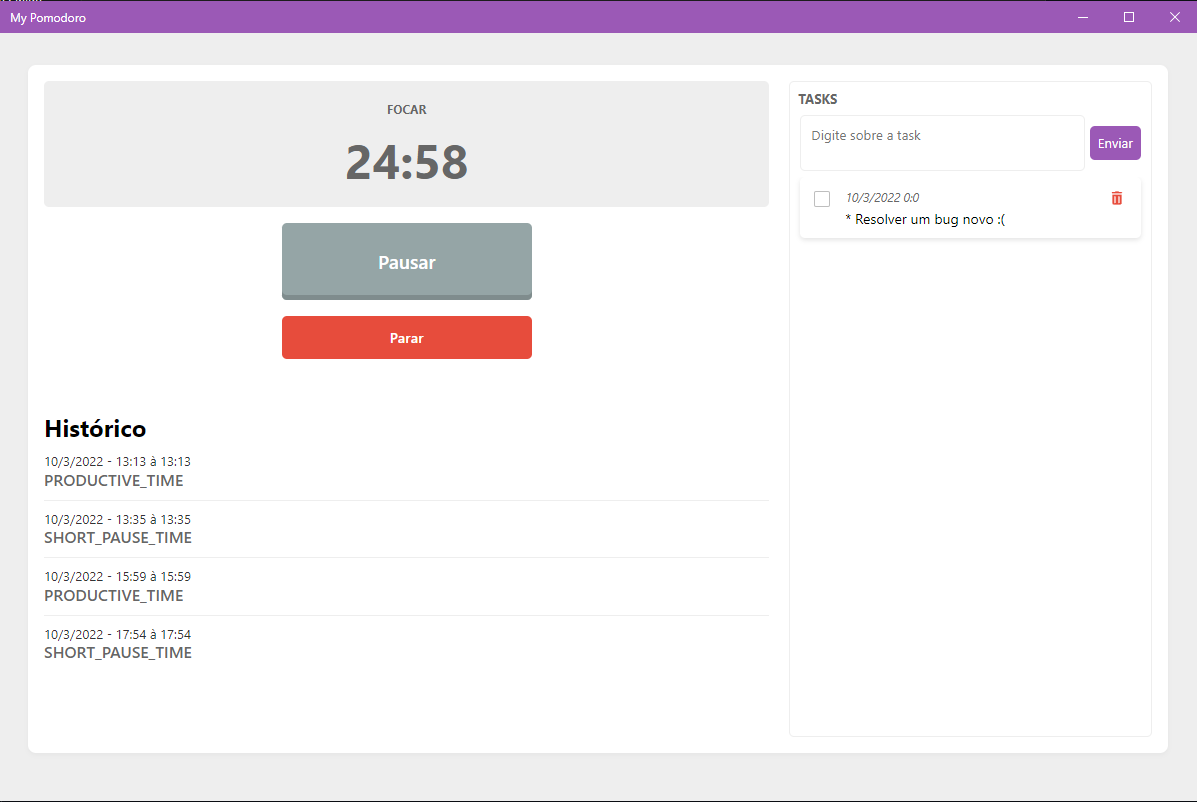 My Pomodoro
FOCAR
24:58
Pausar
Parar
Histórico
10/3/2022 - 13:13 à 13:13
PRODUCTIVE_TIME
10/3/2022 - 13:35 à 13:35
SHORT_PAUSE_TIME
10/3/2022 - 15:59 à 15:59
PRODUCTIVE_TIME
10/3/2022 - 17:54 à 17:54
SHORT_PAUSE_TIME
TASKS
Digite sobre a task
Enviar
10/3/2022 0:0
* Resolver um bug novo :(